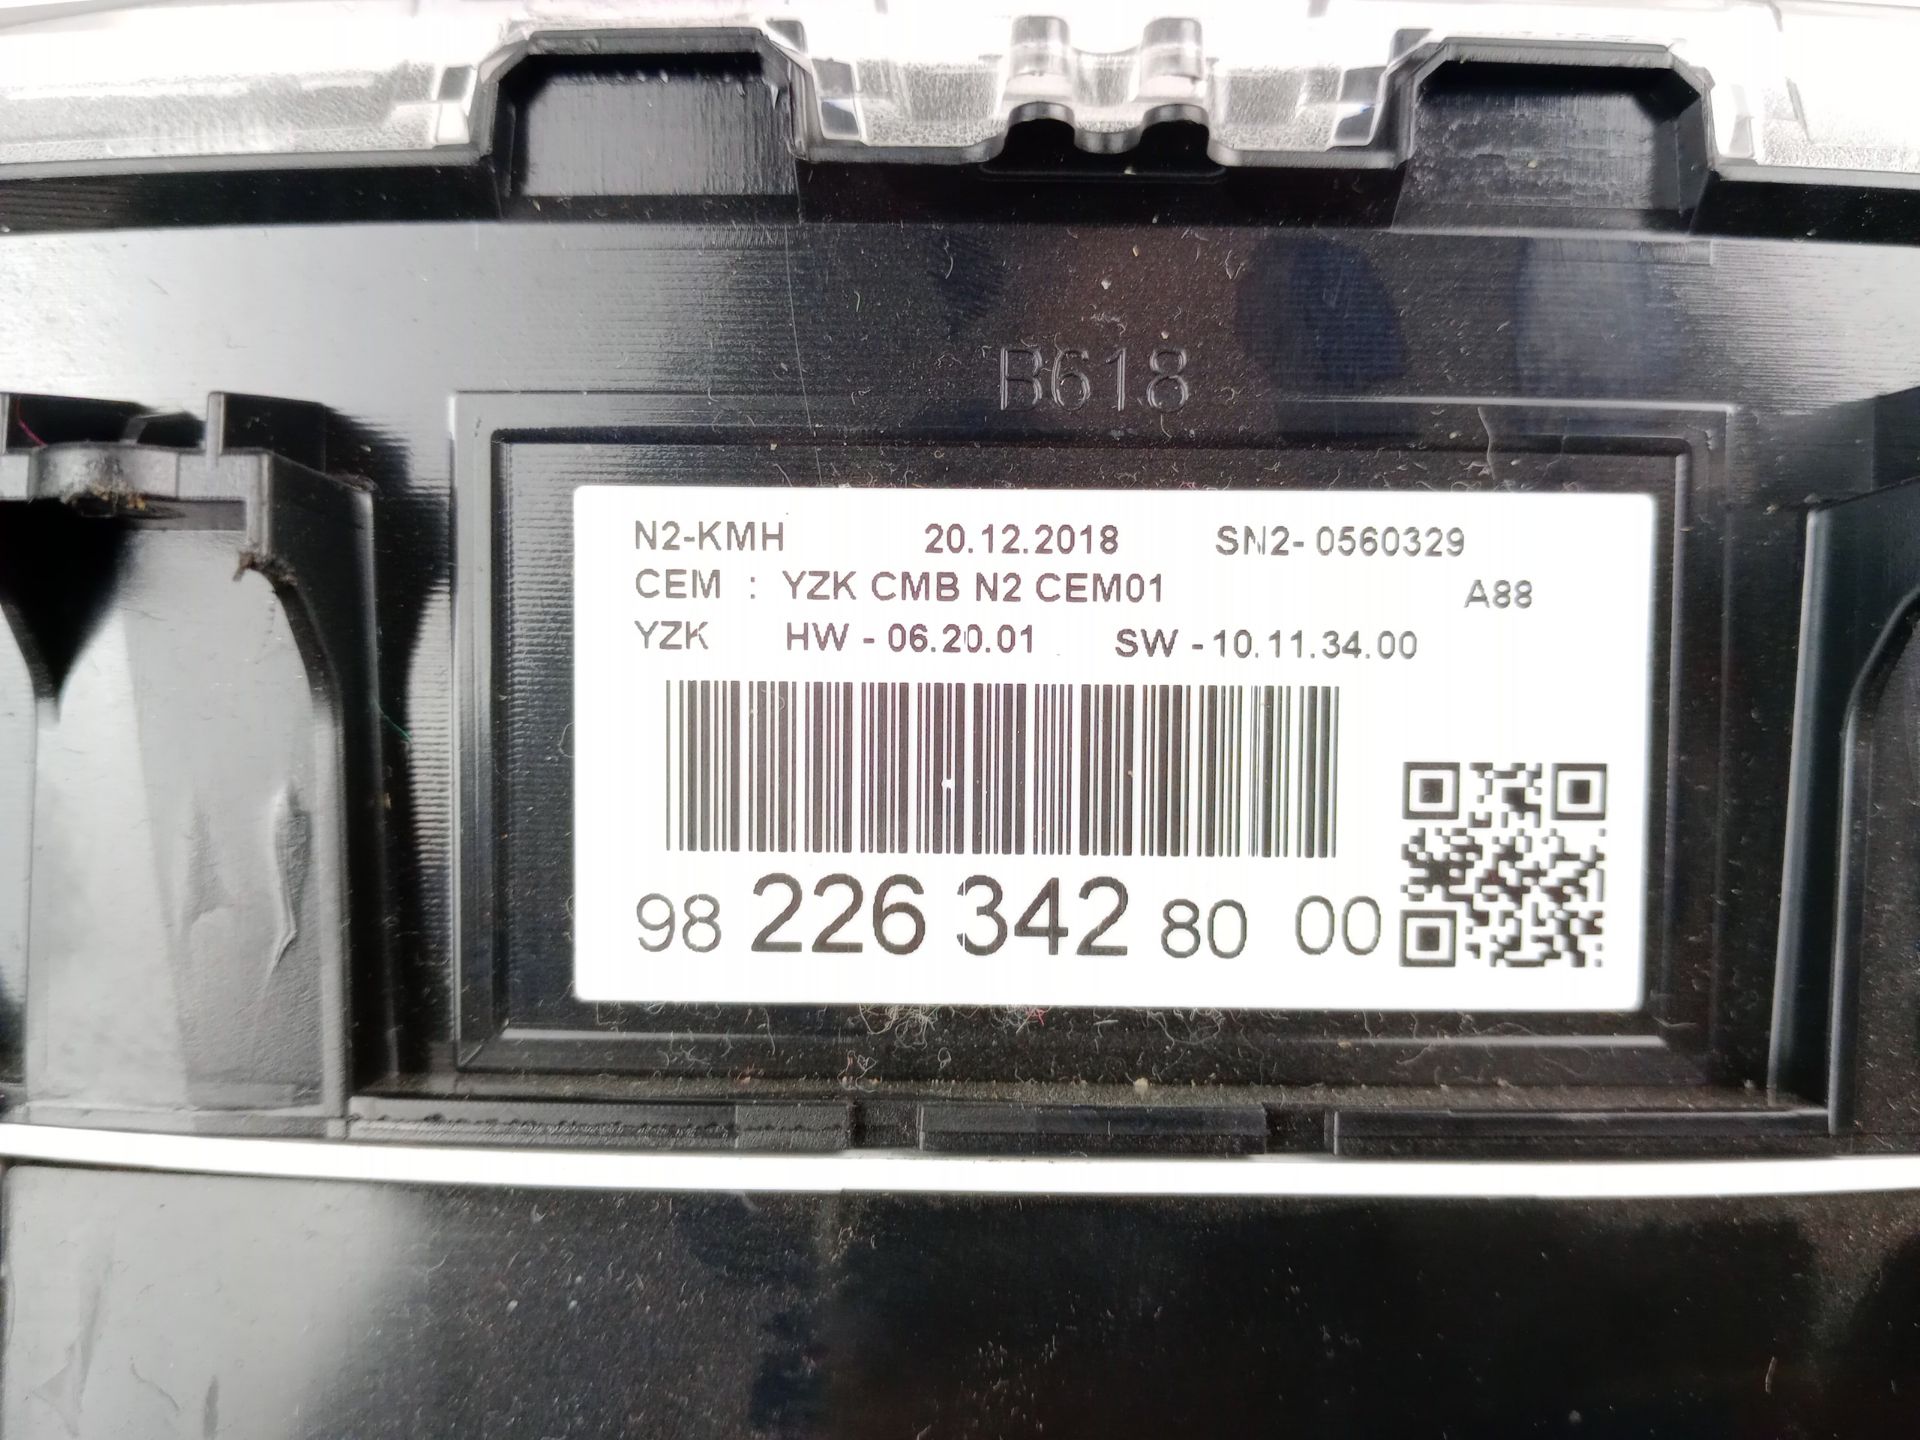 B618
N2-KMH 20.12.2018 SN2- 0560329
CEM : YZK CMB N2 CEM01 A88
YZK HW - 06.20.01 SW - 10.11.34.00
98 226 342 80 00